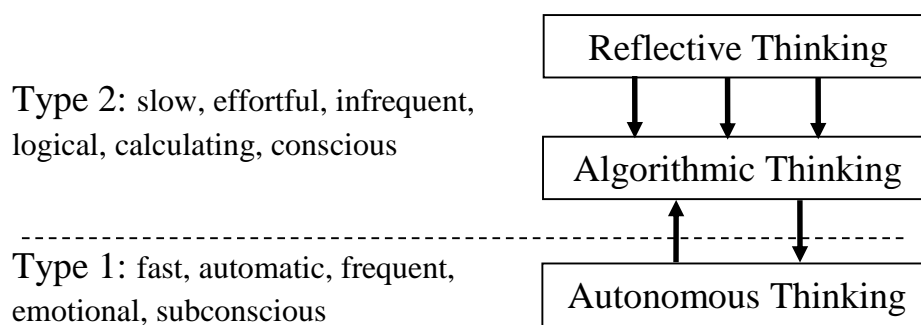 Reflective Thinking
Type 2: slow, effortful, infrequent,
logical, calculating, conscious
Algorithmic Thinking
Type 1: fast, automatic, frequent,
emotional, subconscious
Autonomous Thinking